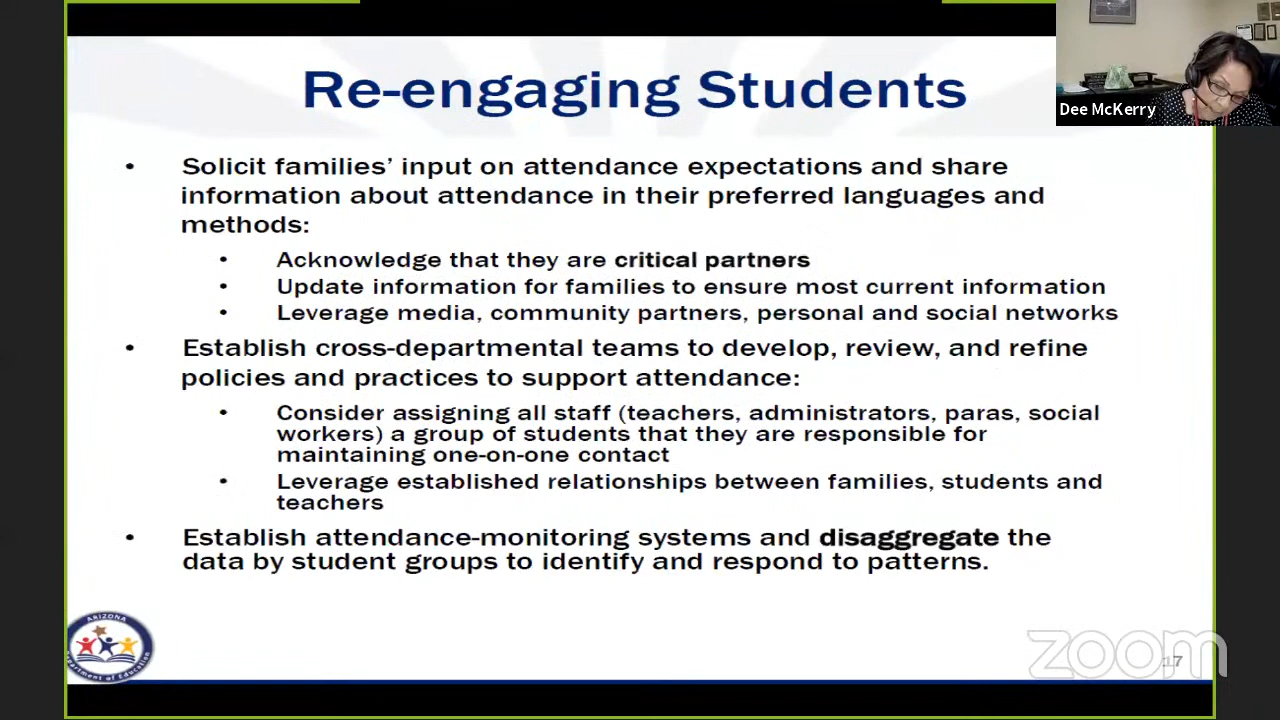 Re-engaging Students
Dee McKerry
• Solicit families' input on attendance expectations and share
information about attendance in their preferred languages and
methods:
• Acknowledge that they are critical partners
• Update information for families to ensure most current information
• Leverage media, community partners, personal and social networks
• Establish cross-departmental teams to develop, review, and refine
policies and practices to support attendance:
• Consider assigning all staff (teachers, administrators, paras, social
workers) a group of students that they are responsible for
maintaining one-on-one contact
• Leverage established relationships between families, students and
teachers
• Establish attendance-monitoring systems and disaggregate the
data by student groups to identify and respond to patterns.
ARIZONA
Department of Education
zoom
17